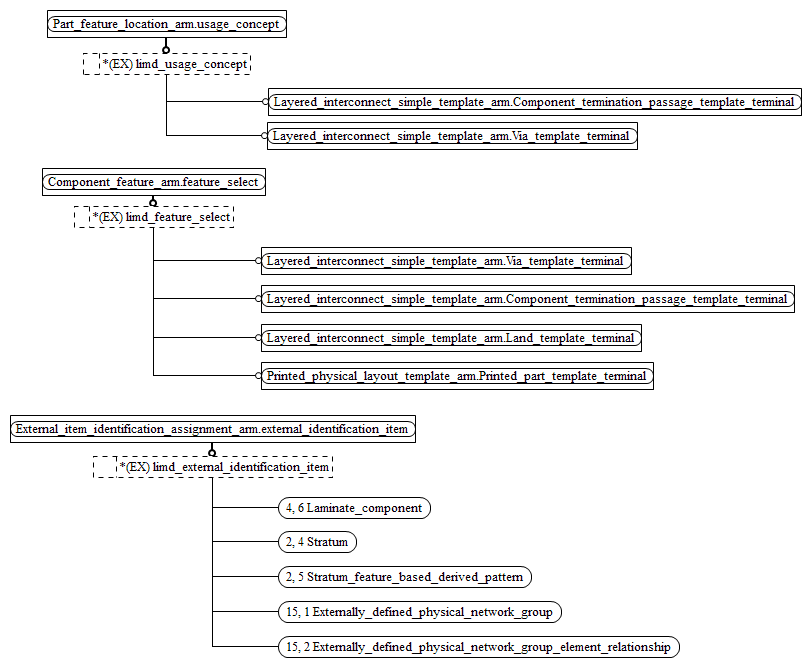 Part_feature_location_arm.usage_concept
*(EX) limd_usage_concept
Layered_interconnect_simple_template_arm.Component_termination_passage_template_terminal
Layered_interconnect_simple_template_arm.Via_template_terminal
Component_feature_arm.feature_select
*(EX) limd_feature_select
Layered_interconnect_simple_template_arm.Via_template_terminal
Layered_interconnect_simple_template_arm.Component_termination_passage_template_terminal
Layered_interconnect_simple_template_arm.Land_template_terminal
Printed_physical_layout_template_arm.Printed_part_template_terminal
External_item_identification_assignment_arm.external_identification_item
*(EX) limd_external_identification_item
4, 6 Laminate_component
2, 4 Stratum
2, 5 Stratum_feature_based_derived_pattern
15, 1 Externally_defined_physical_network_group
15, 2 Externally_defined_physical_network_group_element_relationship